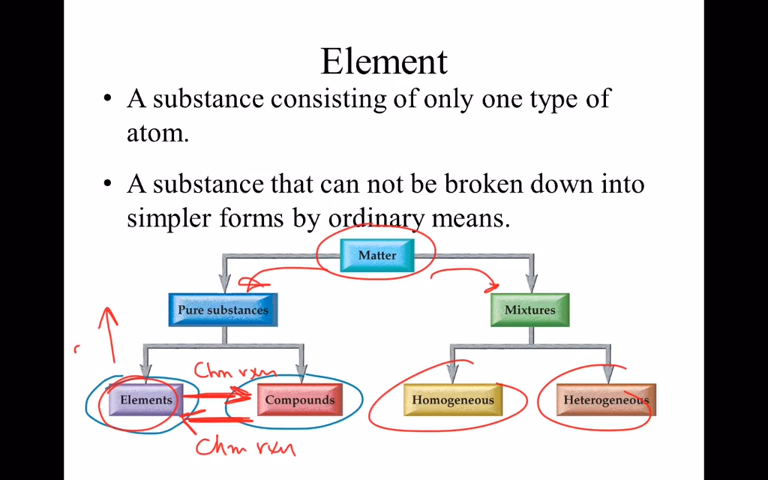 Element
• A substance consisting of only one type of
atom.
• A substance that can not be broken down into
simpler forms by ordinary means.
Matter
Pure substances
Mixtures
Chm rxn
Elements
Compounds
Homogeneous
Heterogeneous
Chm rxn